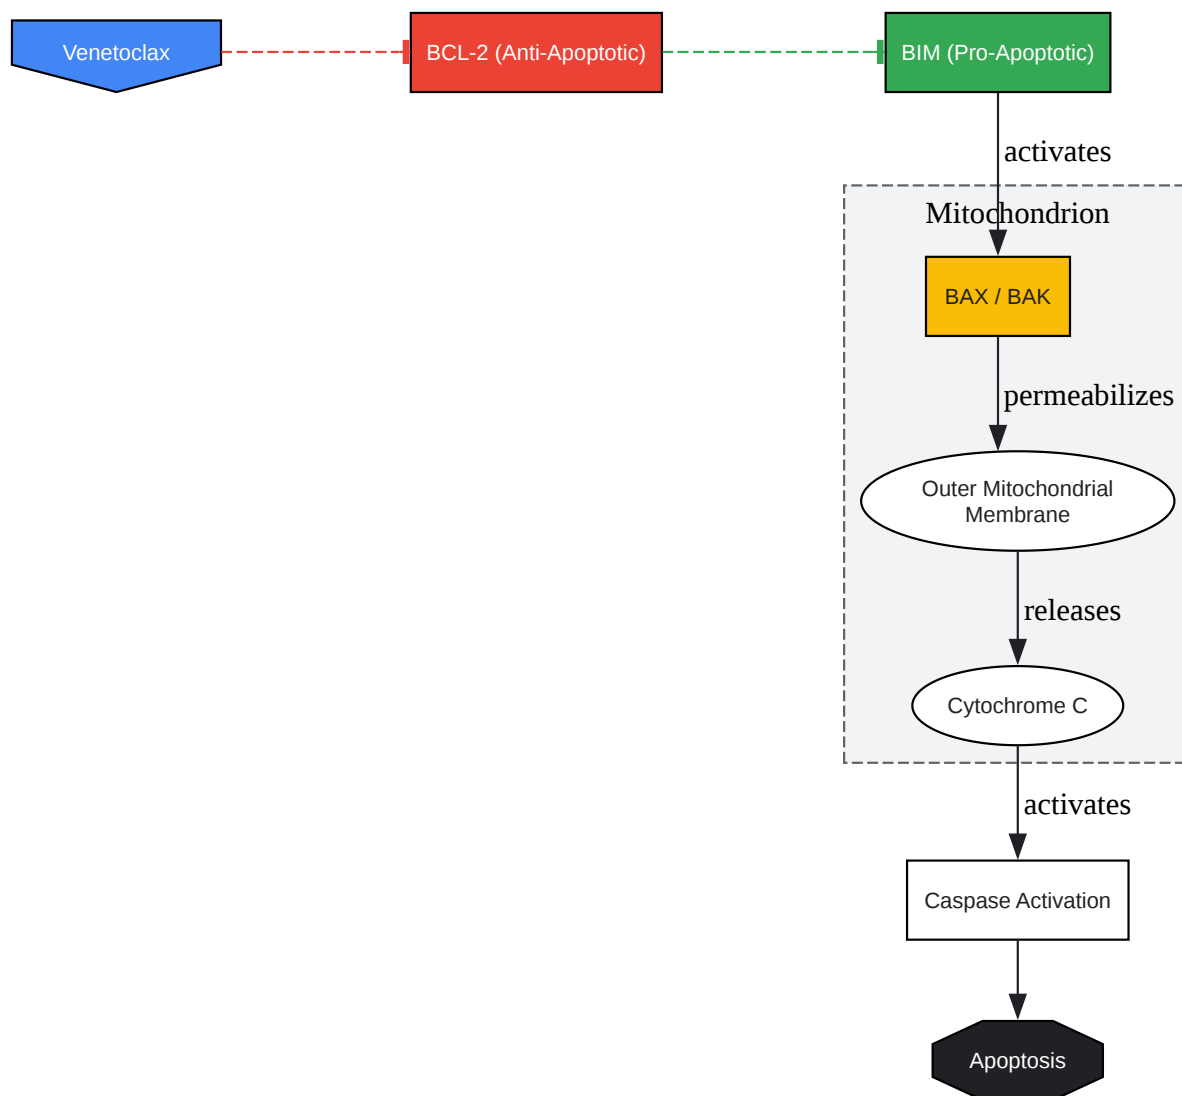 Venetoclax
BCL-2 (Anti-Apoptotic)
BIM (Pro-Apoptotic)
activates
Mitochondrion
BAX / BAK
permeabilizes
Outer Mitochondrial
Membrane
releases
Cytochrome C
activates
Caspase Activation
Apoptosis